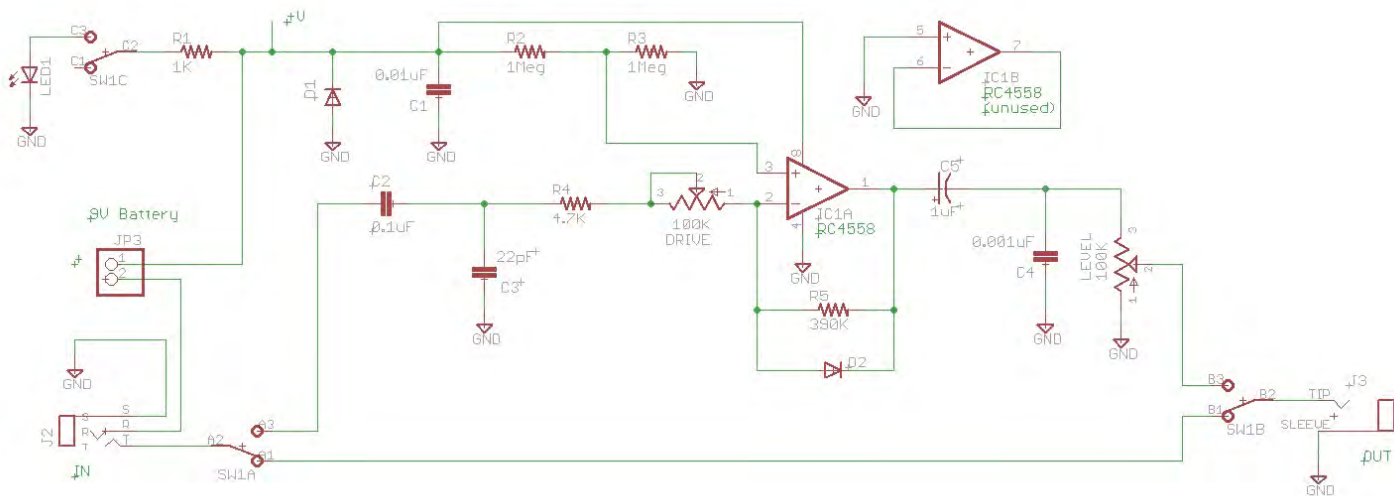 +V
C3
C2
C1
SW1C
LED1
GND
R1
1K
D1
GND
0.01uF
C1
GND
R2
1Meg
R3
1Meg
GND
5
6
7
IC1B
RC4558
(unused)
GND
9V Battery
JP3
+
1
2
C2
0.1uF
22pF
C3
GND
R4
4.7K
3
2
1
100K
DRIVE
3
2
8
4
1
IC1A
RC4558
GND
R5
390K
D2
C5
1uF
0.001uF
C4
GND
LEVEL
100K
3
2
1
GND
GND
J2
S
R
T
S
R
T
IN
A2
A3
A1
SW1A
B3
B1
B2
SW1B
TIP
SLEEVE
J3
OUT
GND